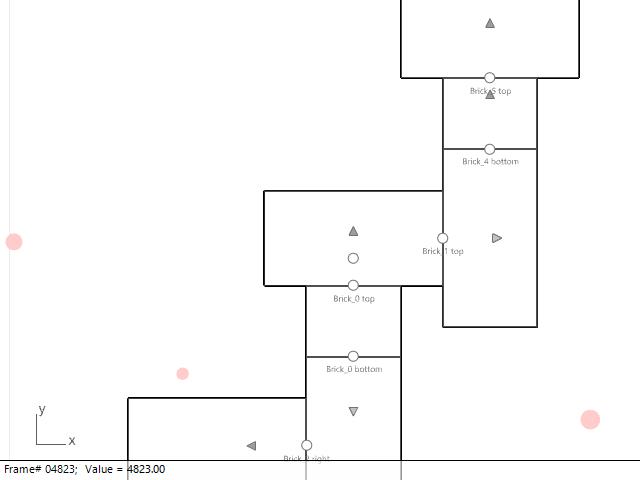 Brick_5 top
Brick_4 bottom
Brick_1 top
Brick_0 top
Brick_0 bottom
y
x
Brick_2 right
Frame# 04823;  Value = 4823.00